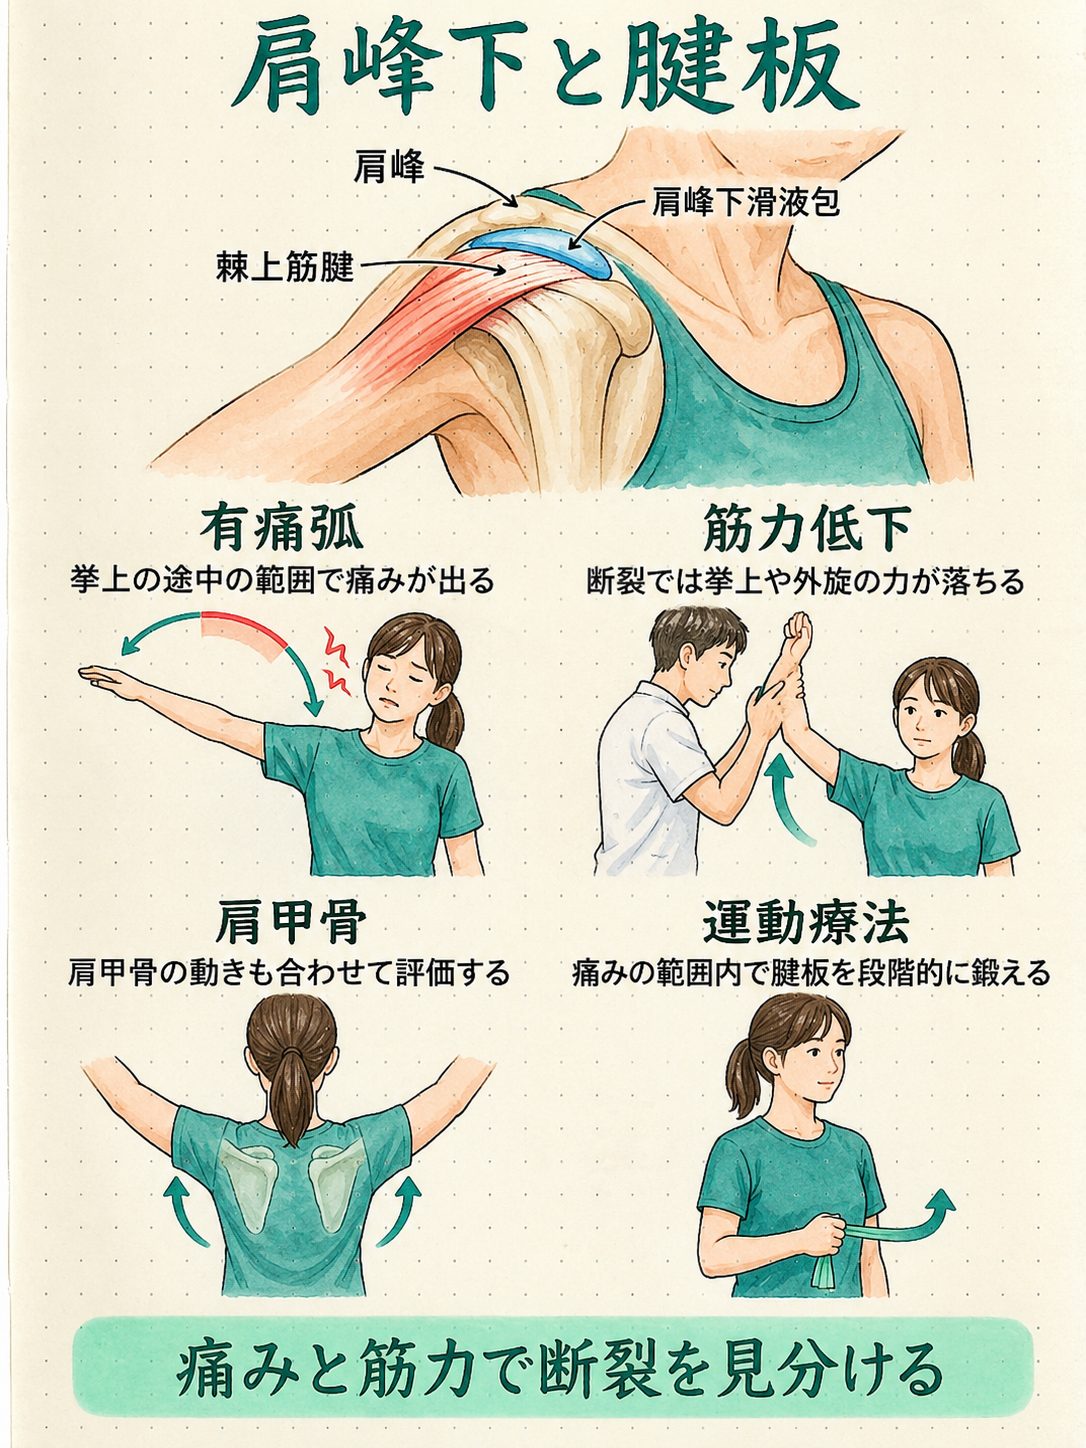 肩峰下と腱板
肩峰
肩峰下滑液包
棘上筋腱
有痛弧
挙上の途中の範囲で痛みが出る
筋力低下
断裂では挙上や外旋の力が落ちる
肩甲骨
肩甲骨の動きも合わせて評価する
運動療法
痛みの範囲内で腱板を段階的に鍛える
痛みと筋力で断裂を見分ける